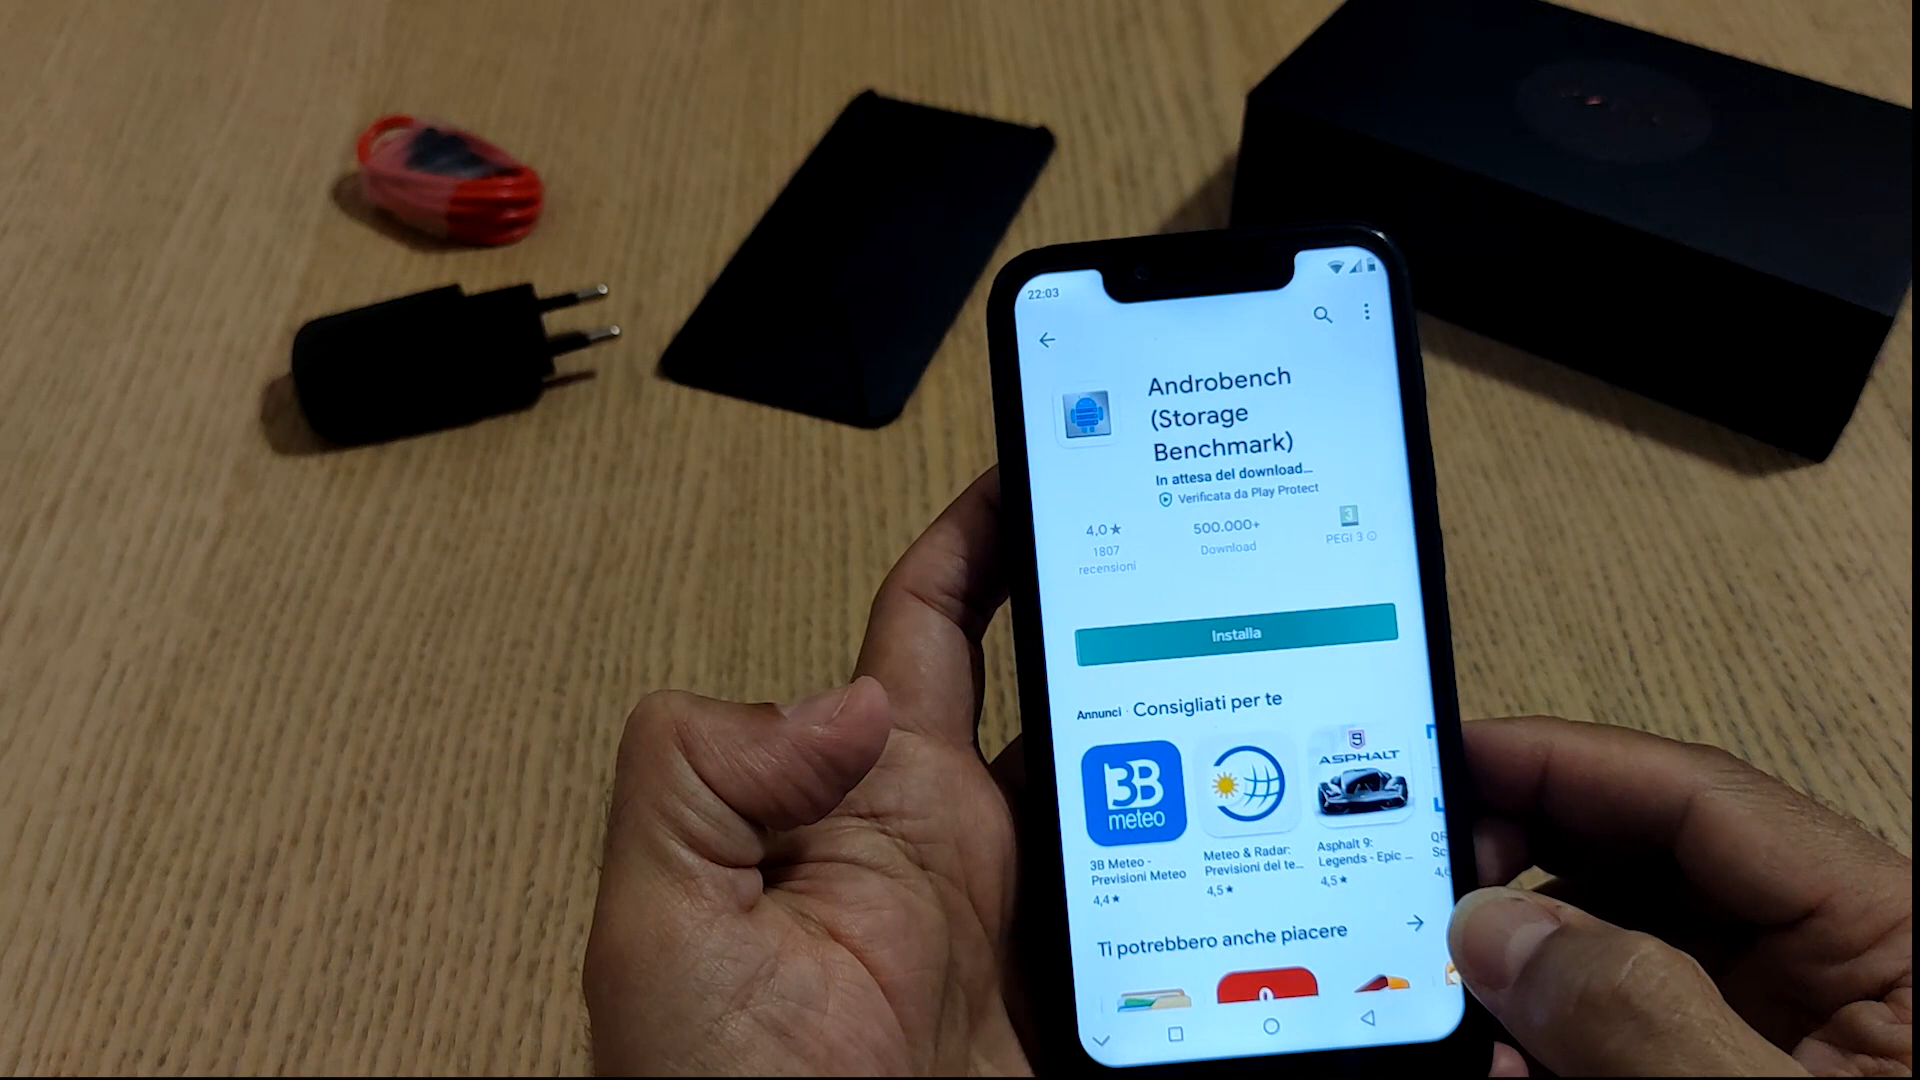 22:03
Androbench
(Storage
Benchmark)
In attesa del download...
Verificata da Play Protect
4,0★
1807
recensioni
500.000+
Download
3
PEGI 3
Installa
Annunci · Consigliati per te
3B
meteo
9
ASPHALT
3B Meteo -
Previsioni Meteo
4,4★
Meteo & Radar:
Previsioni del te...
4,5★
Asphalt 9:
Legends - Epic ...
4,5★
Ti potrebbero anche piacere